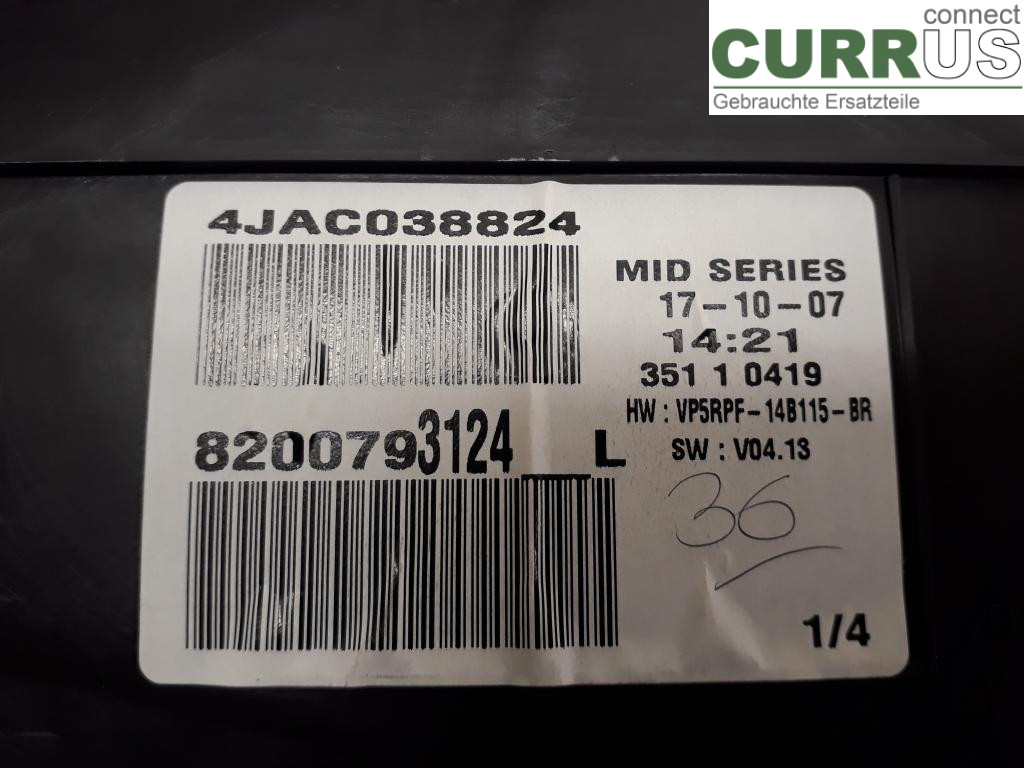 connect
CURRUS
Gebrauchte Ersatzteile
4JAC038824
MID SERIES
17-10-07
14:21
351 1 0419
HW : VP5RPF-14B115-BR
8200793124__L
SW : V04.13
36
1/4